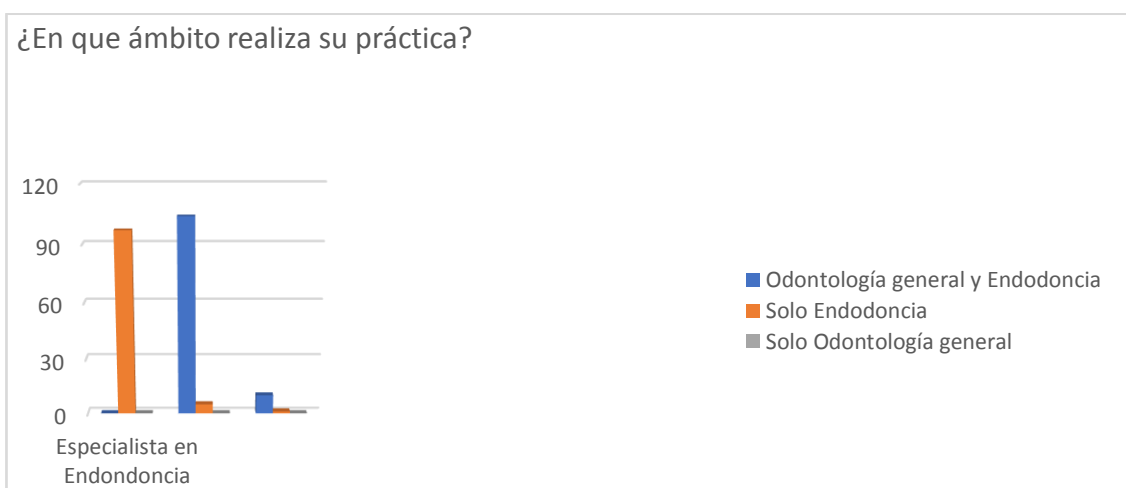 ¿En que ámbito realiza su práctica?
120
90
60
30
0
Especialista en
Endondoncia
Odontología general y Endodoncia
Solo Endodoncia
Solo Odontología general